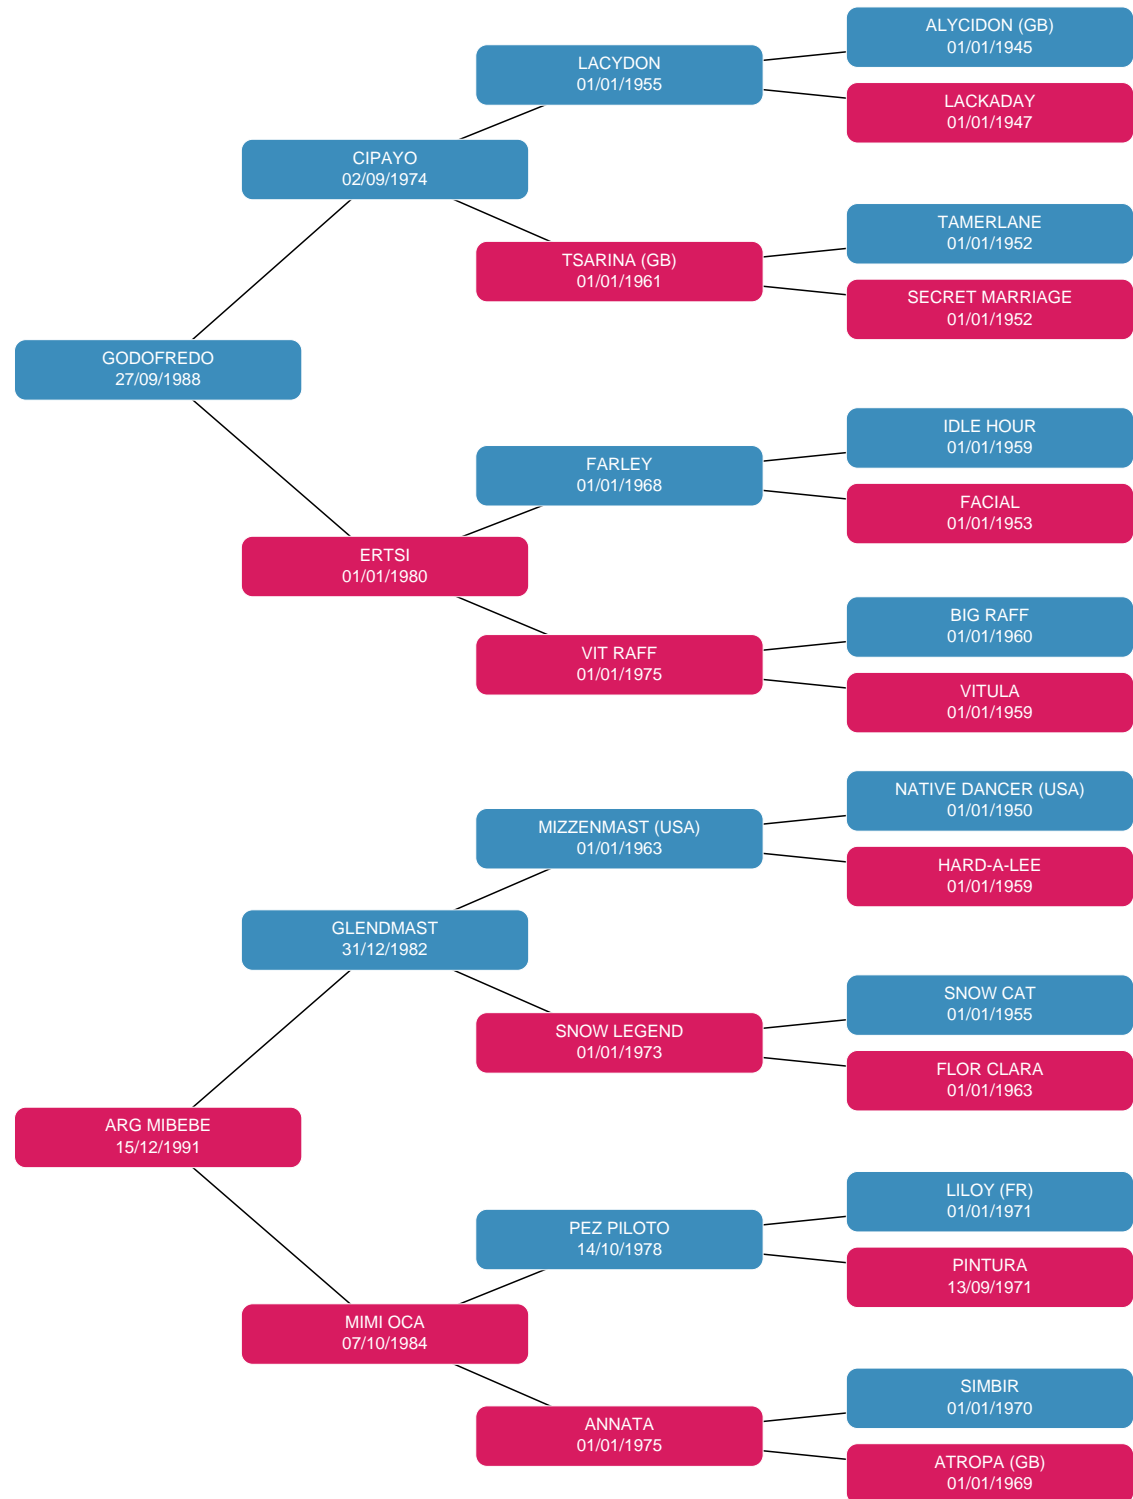 ALYCIDON (GB)
01/01/1945
LACYDON
01/01/1955
LACKADAY
01/01/1947
CIPAYO
02/09/1974
TAMERLANE
01/01/1952
TSARINA (GB)
01/01/1961
SECRET MARRIAGE
01/01/1952
GODOFREDO
27/09/1988
IDLE HOUR
01/01/1959
FARLEY
01/01/1968
FACIAL
01/01/1953
ERTSI
01/01/1980
BIG RAFF
01/01/1960
VIT RAFF
01/01/1975
VITULA
01/01/1959
NATIVE DANCER (USA)
01/01/1950
MIZZENMAST (USA)
01/01/1963
HARD-A-LEE
01/01/1959
GLENDMAST
31/12/1982
SNOW CAT
01/01/1955
SNOW LEGEND
01/01/1973
FLOR CLARA
01/01/1963
ARG MIBEBE
15/12/1991
LILOY (FR)
01/01/1971
PEZ PILOTO
14/10/1978
PINTURA
13/09/1971
MIMI OCA
07/10/1984
SIMBIR
01/01/1970
ANNATA
01/01/1975
ATROPA (GB)
01/01/1969